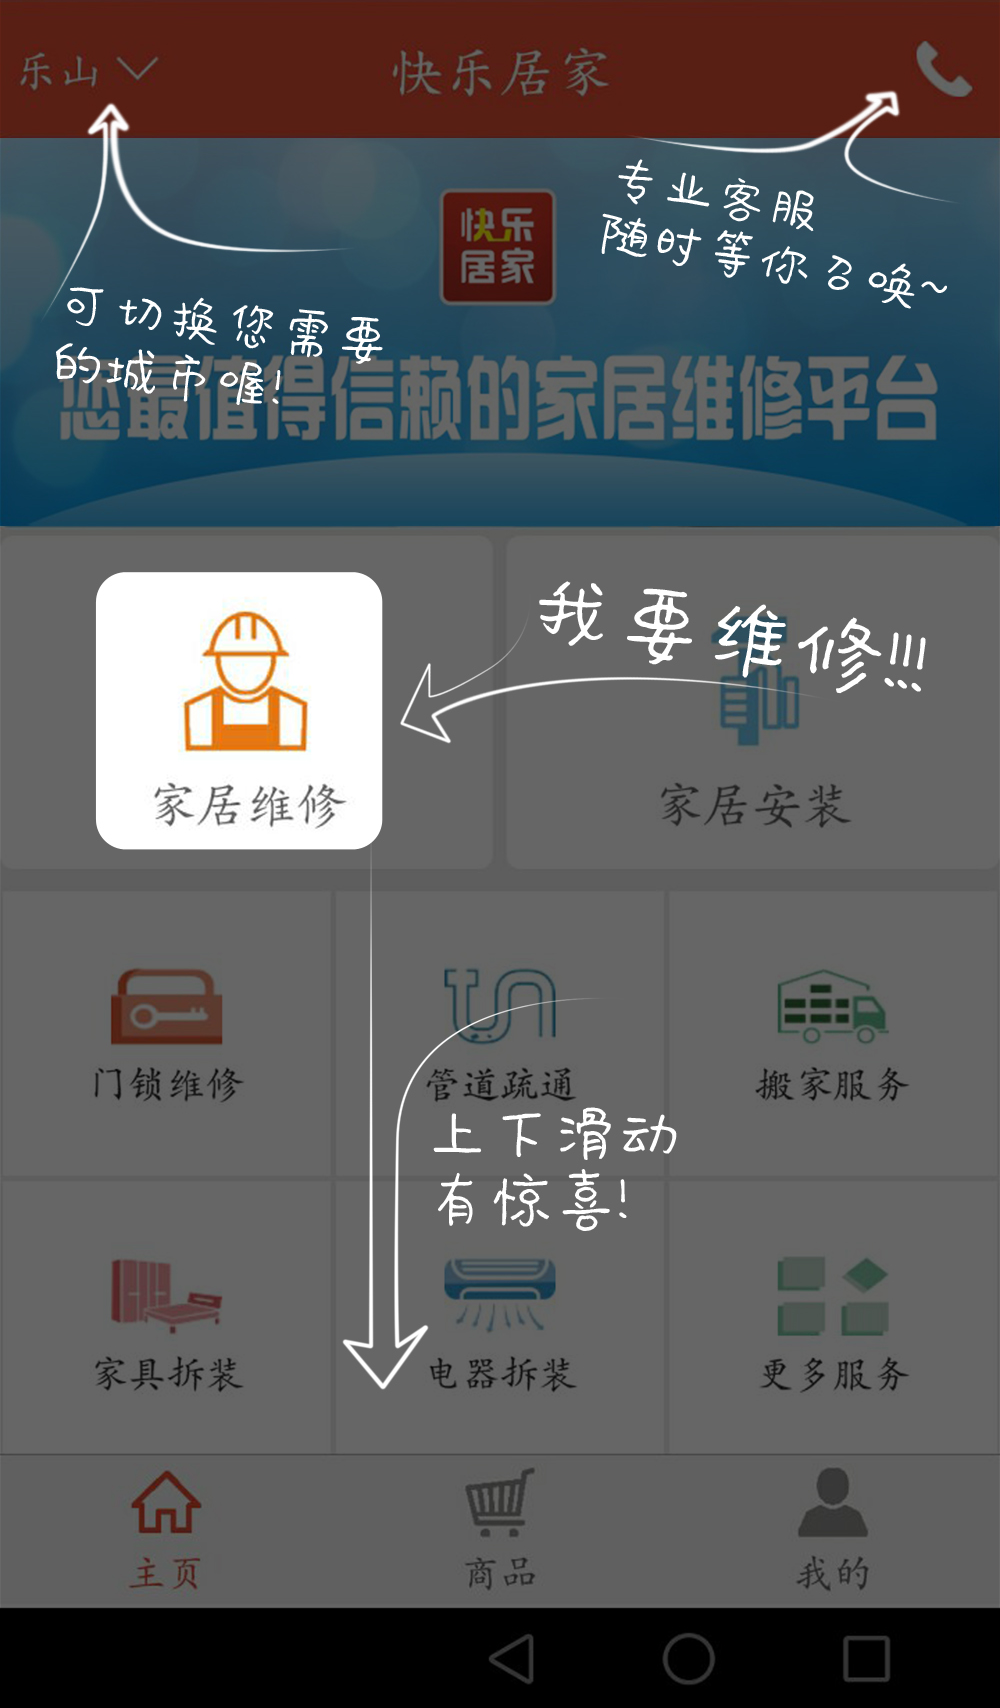 乐山
快乐居家
专业客服
随时等你召唤~
快乐
居家
可切换您需要
的城市喔!
您最值得信赖的家居维修平台
我要维修!!!
家居维修
家居安装
门锁维修
管道疏通
搬家服务
上下滑动
有惊喜!
家具拆装
电器拆装
更多服务
主页
商品
我的